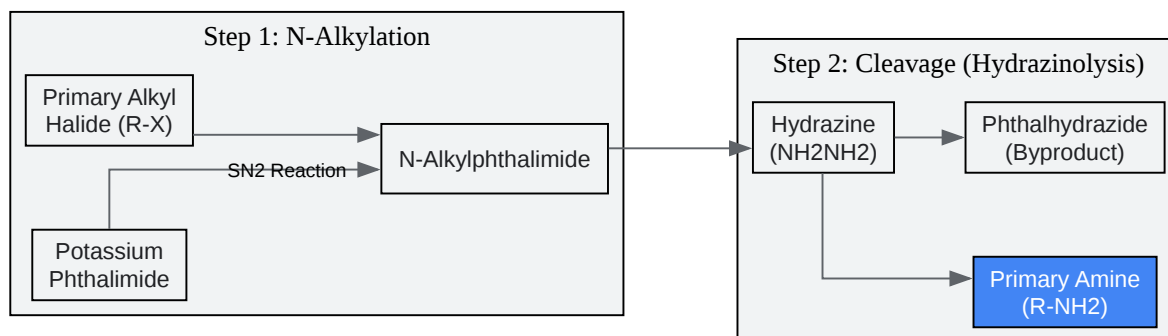 Step 1: N-Alkylation
Primary Alkyl
Halide (R-X)
SN2 Reaction
N-Alkylphthalimide
Potassium
Phthalimide
Step 2: Cleavage (Hydrazinolysis)
Hydrazine
(NH2NH2)
Phthalhydrazide
(Byproduct)
Primary Amine
(R-NH2)